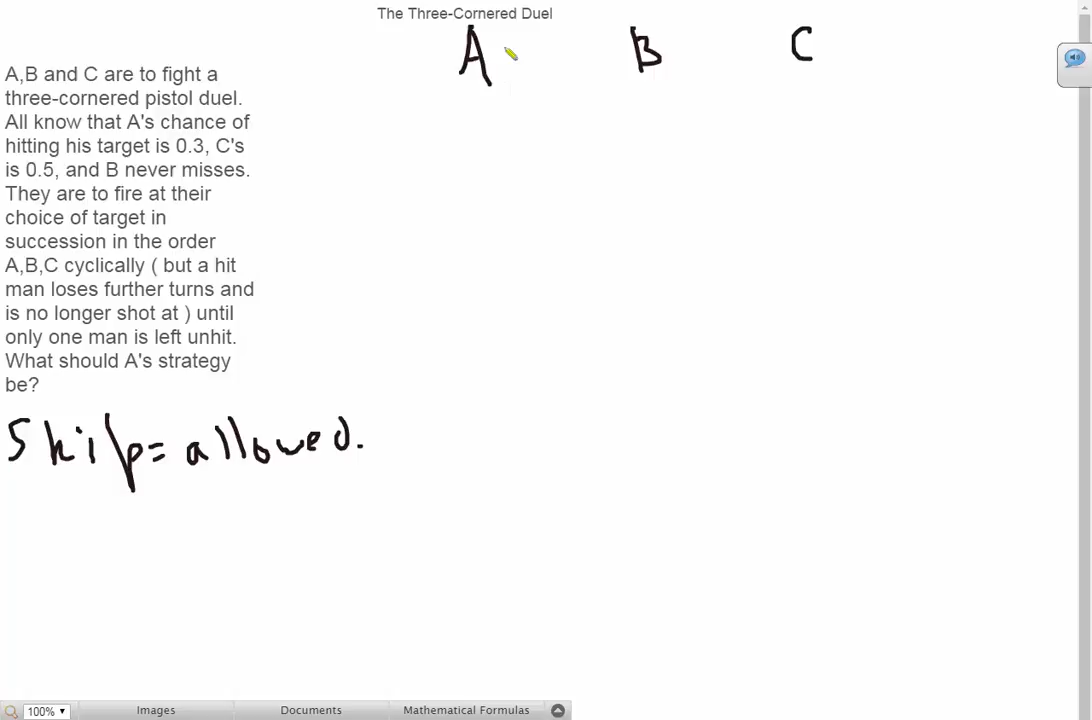 The Three-Cornered Duel
A B C
A,B and C are to fight a
three-cornered pistol duel.
All know that A's chance of
hitting his target is 0.3, C's
is 0.5, and B never misses.
They are to fire at their
choice of target in
succession in the order
A,B,C cyclically ( but a hit
man loses further turns and
is no longer shot at ) until
only one man is left unhit.
What should A's strategy
be?
Skip= allowed.
100% Images Documents Mathematical Formulas